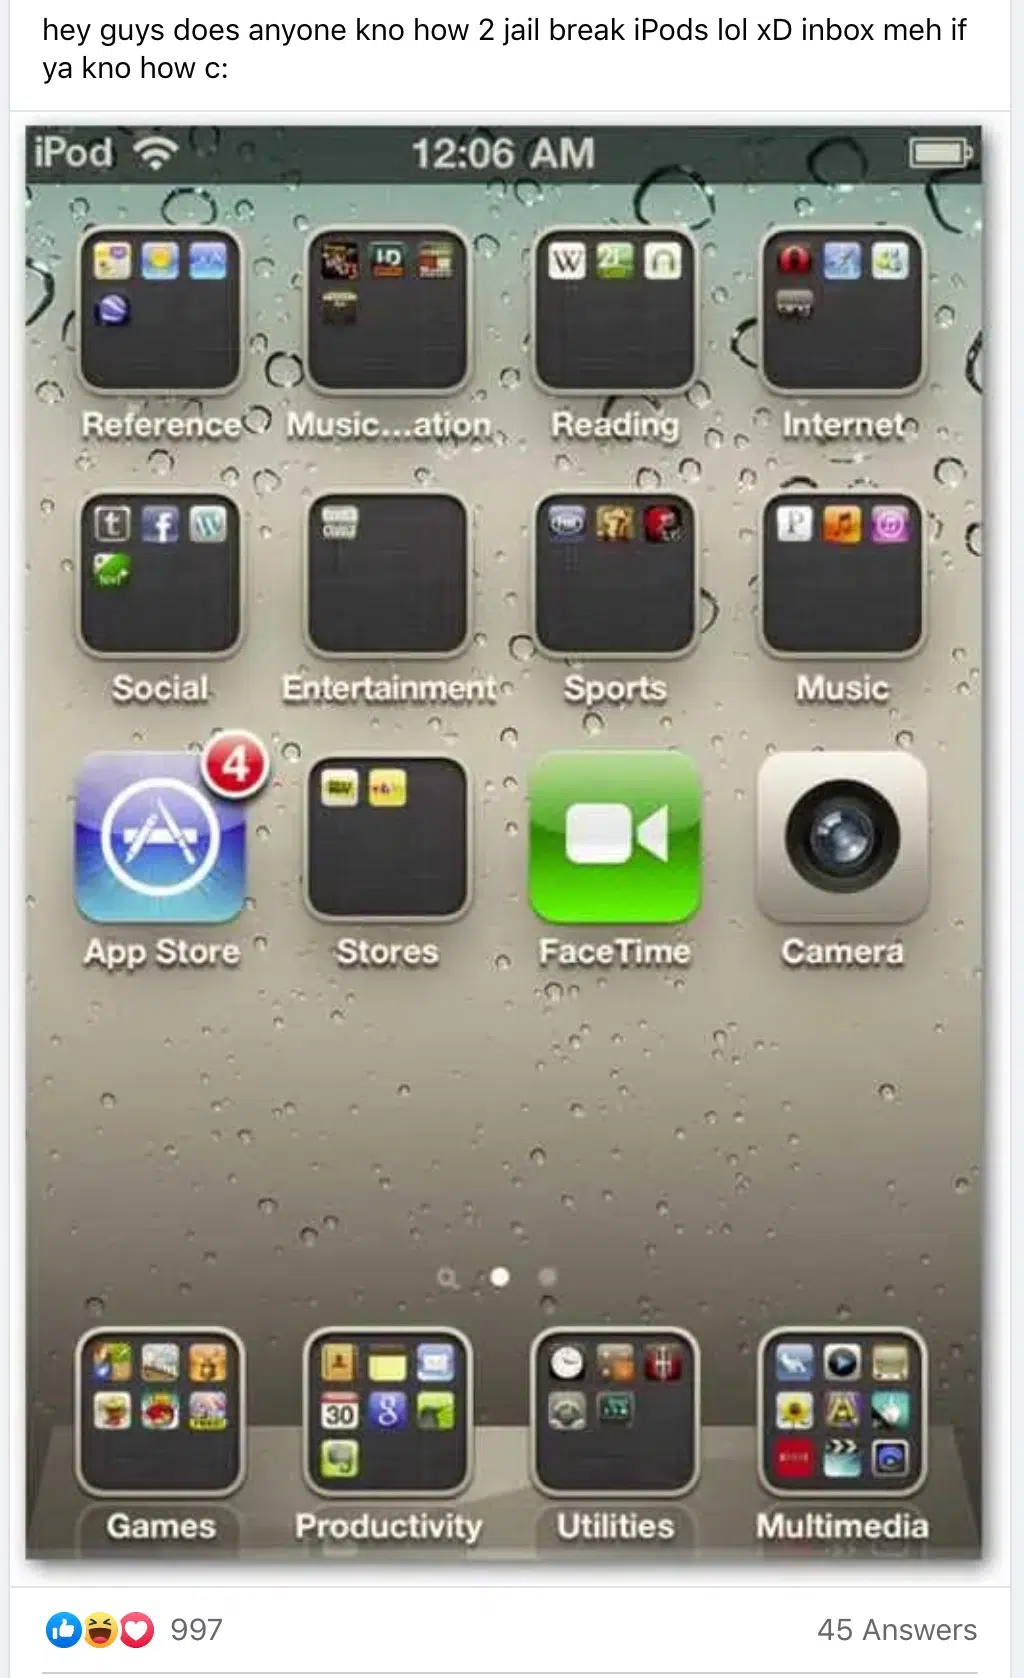 hey guys does anyone kno how 2 jail break iPods lol xD inbox meh if
ya kno how c:
iPod 12:06 AM
Reference Music...ation Reading Internet
Social Entertainment Sports Music
4
App Store Stores FaceTime Camera
30
Games Productivity Utilities Multimedia
997 45 Answers